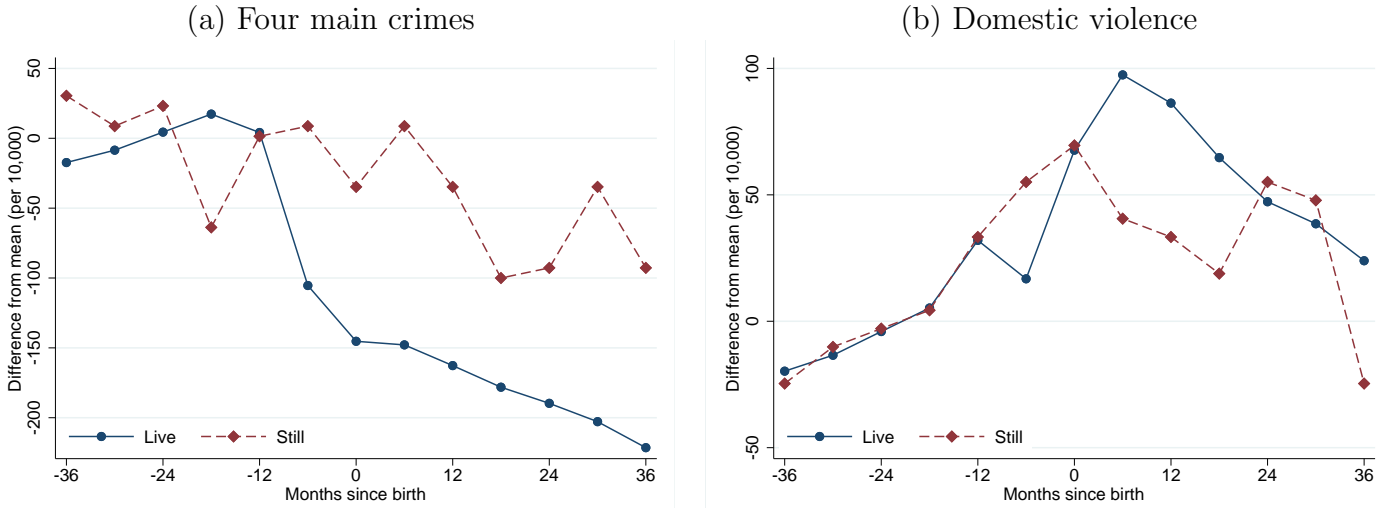 (a) Four main crimes
Difference from mean (per 10,000)
50
0
-50
-100
-150
-200
Live
Still
-36
-24
-12
0
12
24
36
Months since birth
(b) Domestic violence
Difference from mean (per 10,000)
100
50
0
-50
Live
Still
-36
-24
-12
0
12
24
36
Months since birth